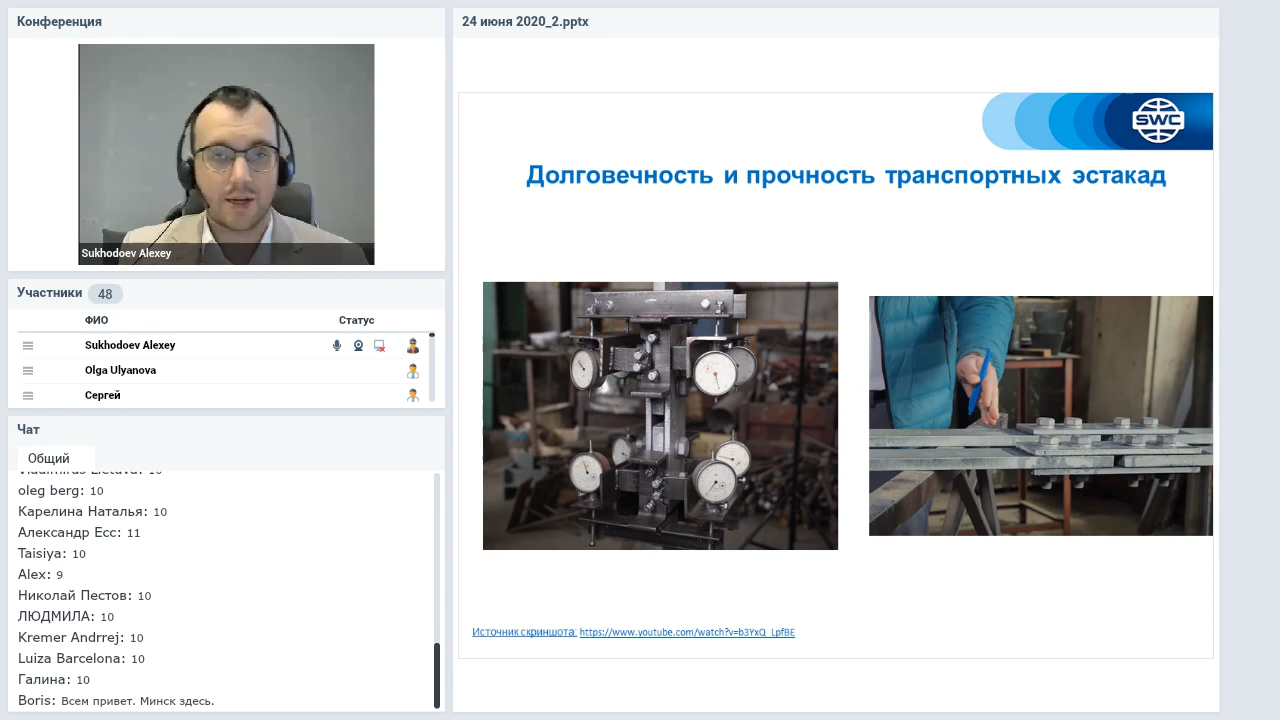 Конференция
Sukhodoev Alexey
Участники 48
ФИО Статус
Sukhodoev Alexey
Olga Ulyanova
Сергей
Чат
Общий
oleg berg: 10
Карелина Наталья: 10
Александр Есс: 11
Taisiya: 10
Alex: 9
Николай Пестов: 10
ЛЮДМИЛА: 10
Kremer Andrrej: 10
Luiza Barcelona: 10
Галина: 10
Boris: Всем привет. Минск здесь.
24 июня 2020_2.pptx
SWC
Долговечность и прочность транспортных эстакад
Источник скриншота: https://www.youtube.com/watch?v=b3YxQ_LpfBE